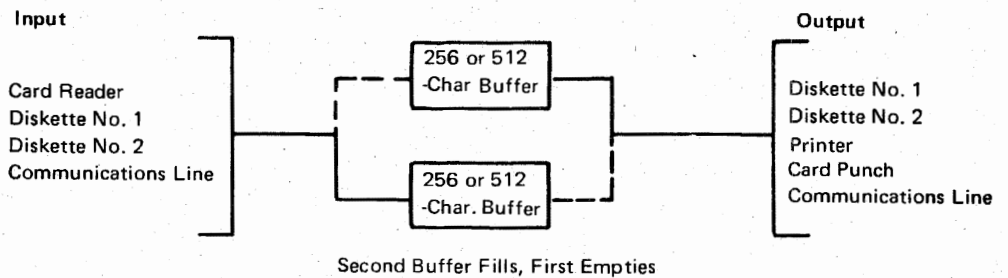 Input
Output
Card Reader
Diskette No. 1
Diskette No. 2
Communications Line
256 or 512
-Char Buffer
256 or 512
-Char. Buffer
Diskette No. 1
Diskette No. 2
Printer
Card Punch
Communications Line
Second Buffer Fills, First Empties